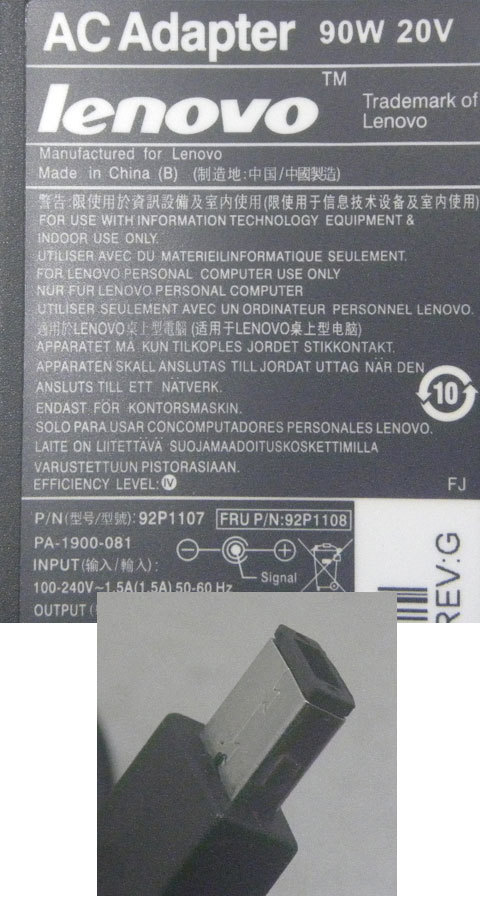 AC Adapter 90W 20V
lenovo TM Trademark of Lenovo
Manufactured for Lenovo
Made in China (B) (制造地:中国/中國製造)
警告:限使用於資訊設備及室内使用(限使用于信息技术设备及室内使用)
FOR USE WITH INFORMATION TECHNOLOGY EQUIPMENT &
INDOOR USE ONLY.
UTILISER AVEC DU MATERIEILINFORMATIQUE SEULEMENT.
FOR LENOVO PERSONAL COMPUTER USE ONLY
NUR FUR LENOVO PERSONAL COMPUTER
UTILISER SEULEMENT AVEC UN ORDINATEUR PERSONNEL LENOVO.
適用於LENOVO桌上型電腦 (适用于LENOVO桌上型电脑)
APPARATET MA KUN TILKOPLES JORDET STIKKONTAKT.
APPARATEN SKALL ANSLUTAS TILL JORDAT UTTAG NÄR DEN
ANSLUTS TILL ETT NÄTVERK.
10
ENDAST FÖR KONTORSMASKIN.
SOLO PARA USAR CONCOMPUTADORES PERSONALES LENOVO.
LAITE ON LIITETTÄVÄ SUOJAMAADOITUSKOSKETTIMILLA
VARUSTETTUUN PISTORASIAAN.
EFFICIENCY LEVEL: IV FJ
P/N(型号/型號): 92P1107 FRU P/N:92P1108
PA-1900-081
INPUT(输入/輸入):
Signal
100-240V~1.5A(1.5A) 50-60 Hz
OUTPUT (
REV:G